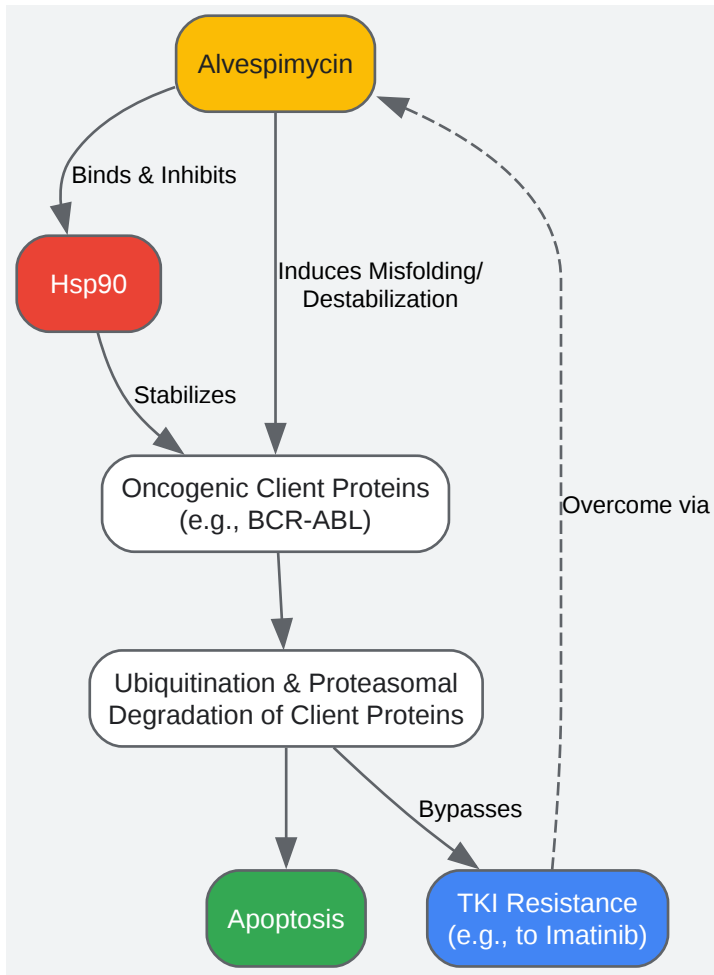 Alvespimycin
Binds & Inhibits
Hsp90
Induces Misfolding/
Destabilization
Stabilizes
Oncogenic Client Proteins
(e.g., BCR-ABL)
Overcome via
Ubiquitination & Proteasomal
Degradation of Client Proteins
Bypasses
Apoptosis
TKI Resistance
(e.g., to Imatinib)